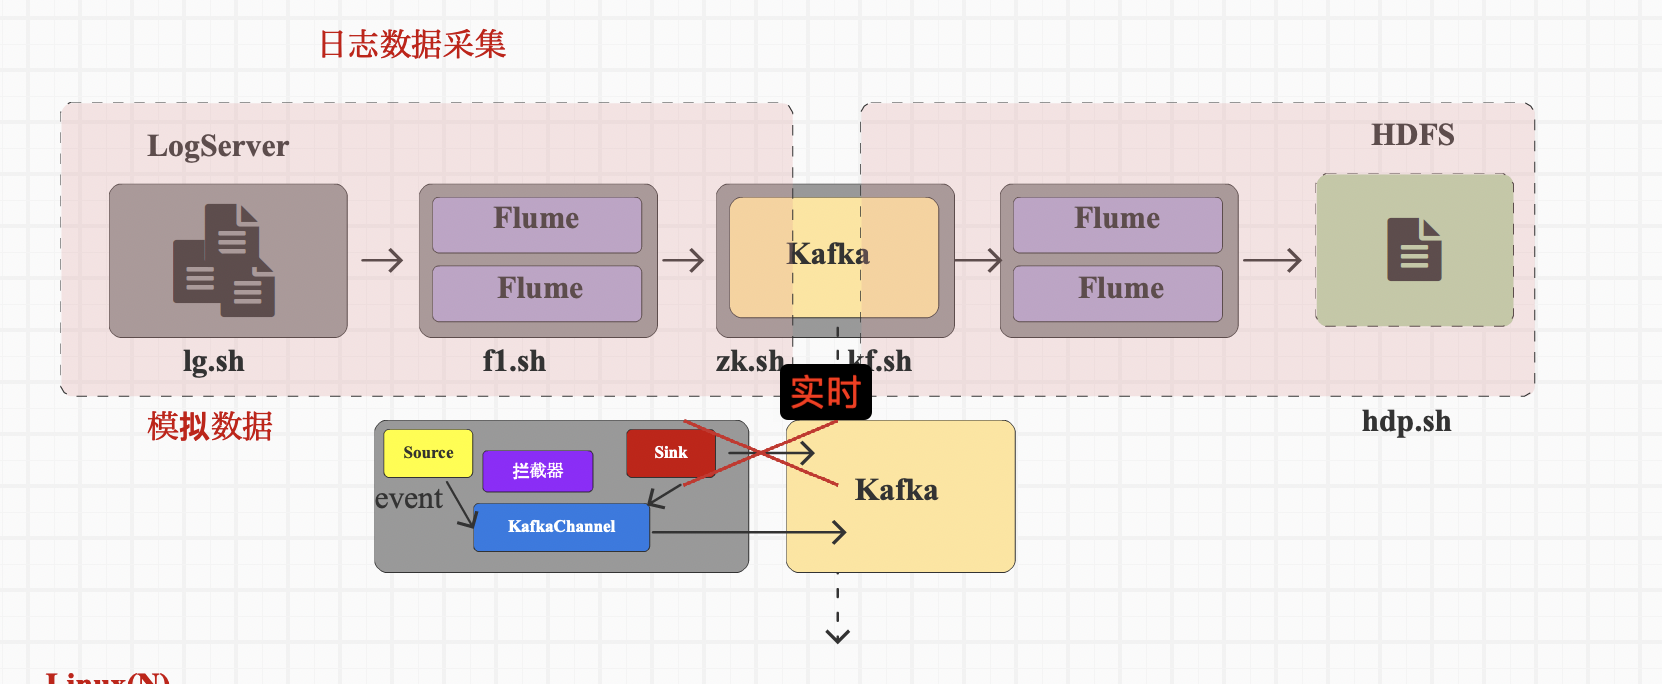 日志数据采集
LogServer
HDFS
Flume
Flume
Kafka
Flume
Flume
lg.sh
f1.sh
zk.sh
kf.sh
实时
模拟数据
hdp.sh
Source
拦截器
Sink
event
KafkaChannel
Kafka
Linux(N)